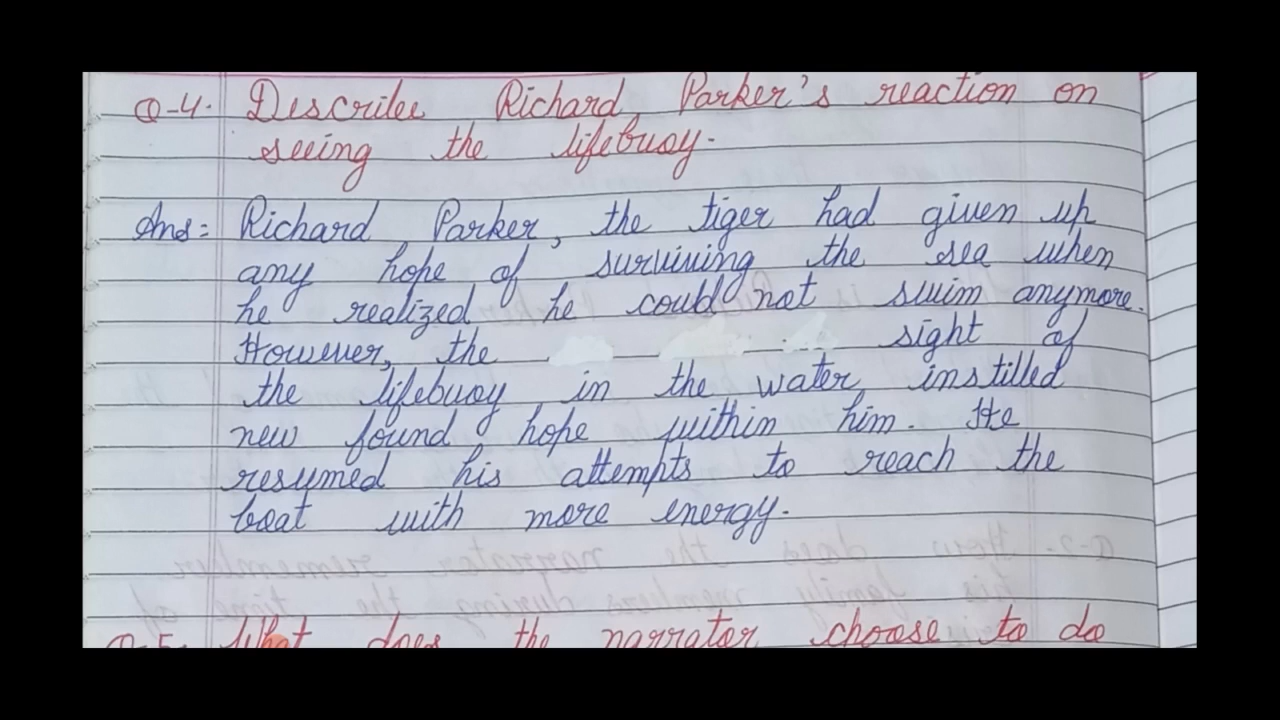 Q-4. Describe Richard Parker's reaction on
seeing the lifebuoy.
Ans: Richard Parker, the tiger had given up
any hope of surviving the sea when
he realized he could not swim anymore.
However, the sight of
the lifebuoy in the water instilled
new found hope within him. He
resumed his attempts to reach the
boat with more energy.
Q-5. What does the narrator choose to do